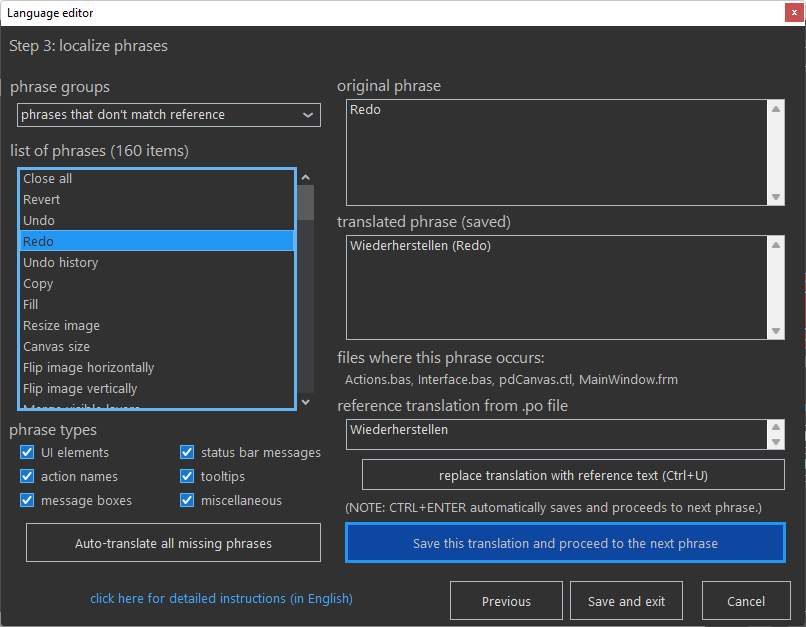 Language editor
Step 3: localize phrases
phrase groups
phrases that don't match reference
list of phrases (160 items)
Close all
Revert
Undo
Redo
Undo history
Copy
Fill
Resize image
Canvas size
Flip image horizontally
Flip image vertically
Merge visible layers
phrase types
UI elements
status bar messages
action names
tooltips
message boxes
miscellaneous
Auto-translate all missing phrases
original phrase
Redo
translated phrase (saved)
Wiederherstellen (Redo)
files where this phrase occurs:
Actions.bas, Interface.bas, pdCanvas.ctl, MainWindow.frm
reference translation from .po file
Wiederherstellen
replace translation with reference text (Ctrl+U)
(NOTE: CTRL+ENTER automatically saves and proceeds to next phrase.)
Save this translation and proceed to the next phrase
click here for detailed instructions (in English)
Previous
Save and exit
Cancel